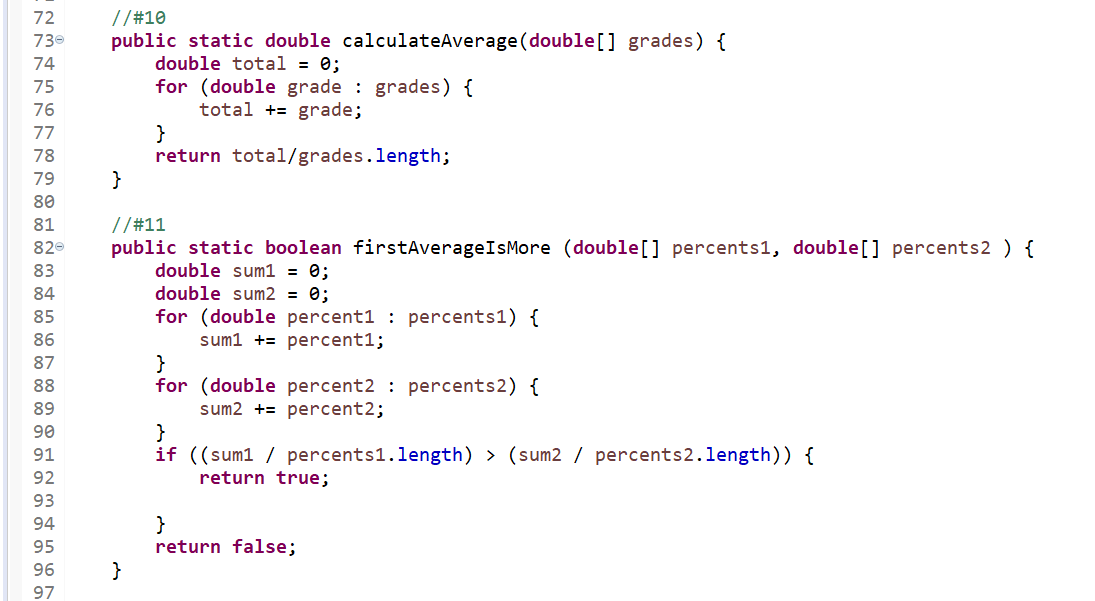 72 //#10
73 public static double calculateAverage(double[] grades) {
74 double total = 0;
75 for (double grade : grades) {
76 total += grade;
77 }
78 return total/grades.length;
79 }
80
81 //#11
82 public static boolean firstAverageIsMore (double[] percents1, double[] percents2 ) {
83 double sum1 = 0;
84 double sum2 = 0;
85 for (double percent1 : percents1) {
86 sum1 += percent1;
87 }
88 for (double percent2 : percents2) {
89 sum2 += percent2;
90 }
91 if ((sum1 / percents1.length) > (sum2 / percents2.length)) {
92 return true;
93
94 }
95 return false;
96 }
97